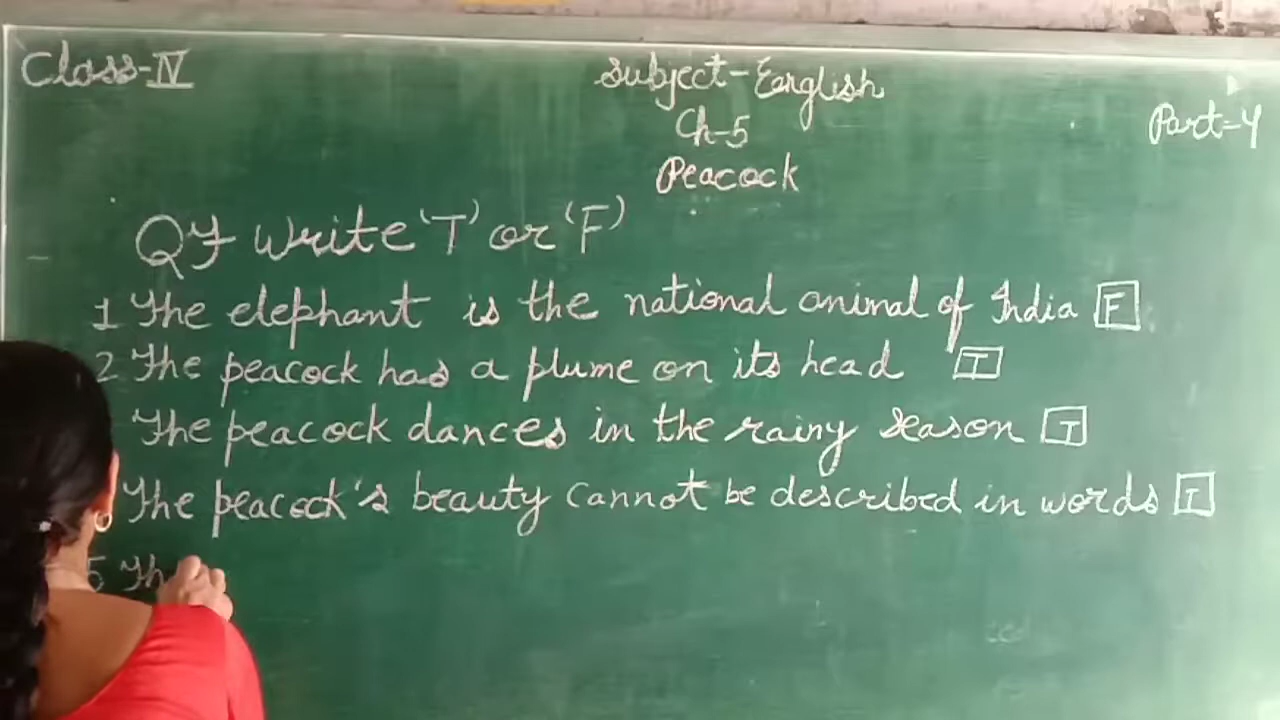 Class-IV
Subject-English
Ch-5
Part-4
Peacock
Q4 Write 'T' or 'F'
1 The elephant is the national animal of India F
2 The peacock has a plume on its head T
The peacock dances in the rainy season T
The peacock's beauty cannot be described in words T
5 Th